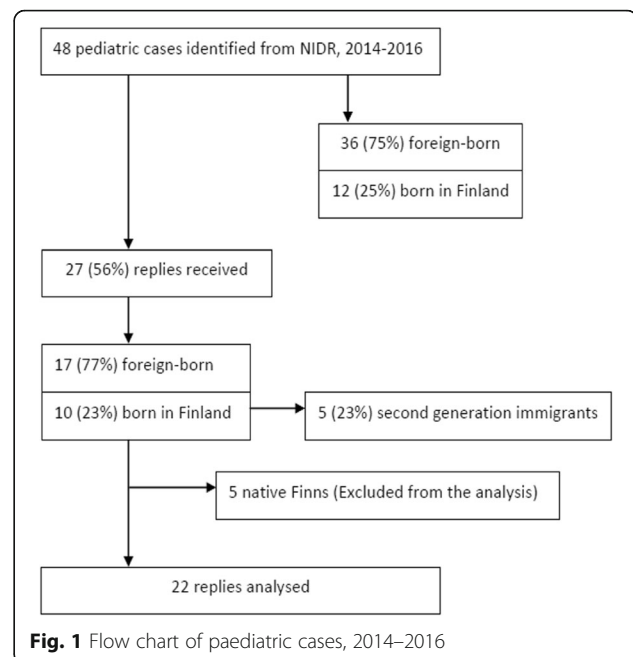 48 pediatric cases identified from NIDR, 2014-2016
36 (75%) foreign-born
12 (25%) born in Finland
27 (56%) replies received
17 (77%) foreign-born
10 (23%) born in Finland
5 (23%) second generation immigrants
5 native Finns (Excluded from the analysis)
22 replies analysed
Fig. 1 Flow chart of paediatric cases, 2014–2016